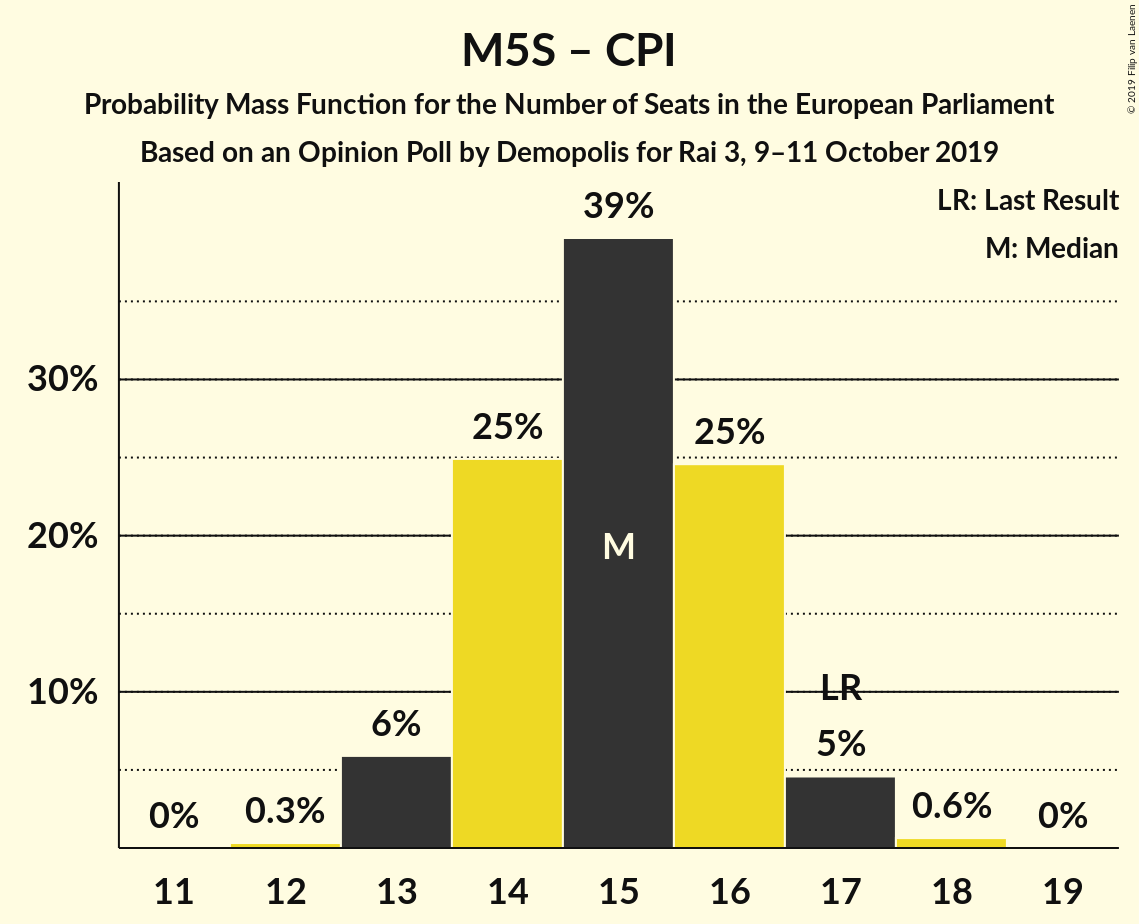 M5S – CPI
Probability Mass Function for the Number of Seats in the European Parliament
Based on an Opinion Poll by Demopolis for Rai 3, 9–11 October 2019
© 2019 Filip van Laenen
LR: Last Result
M: Median
39%
30%
25%
25%
20%
M
10%
LR
6%
5%
0%
0.3%
0.6%
0%
11 12 13 14 15 16 17 18 19